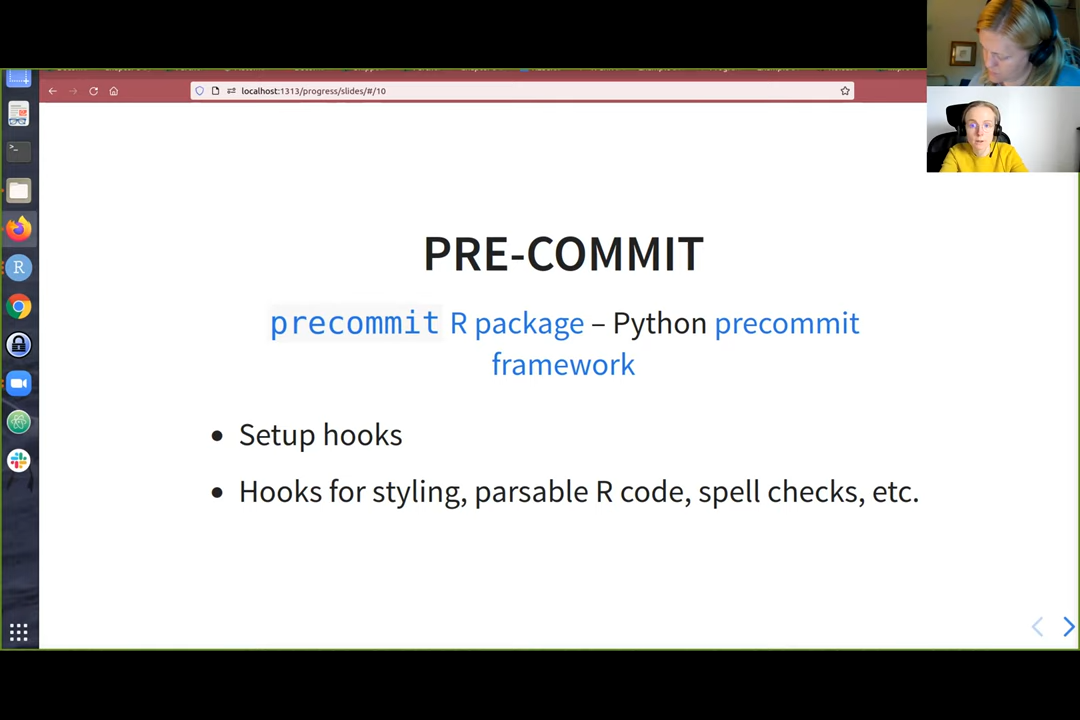 localhost:1313/progress/slides/#/10
PRE-COMMIT
precommit R package – Python precommit
framework
• Setup hooks
• Hooks for styling, parsable R code, spell checks, etc.
R